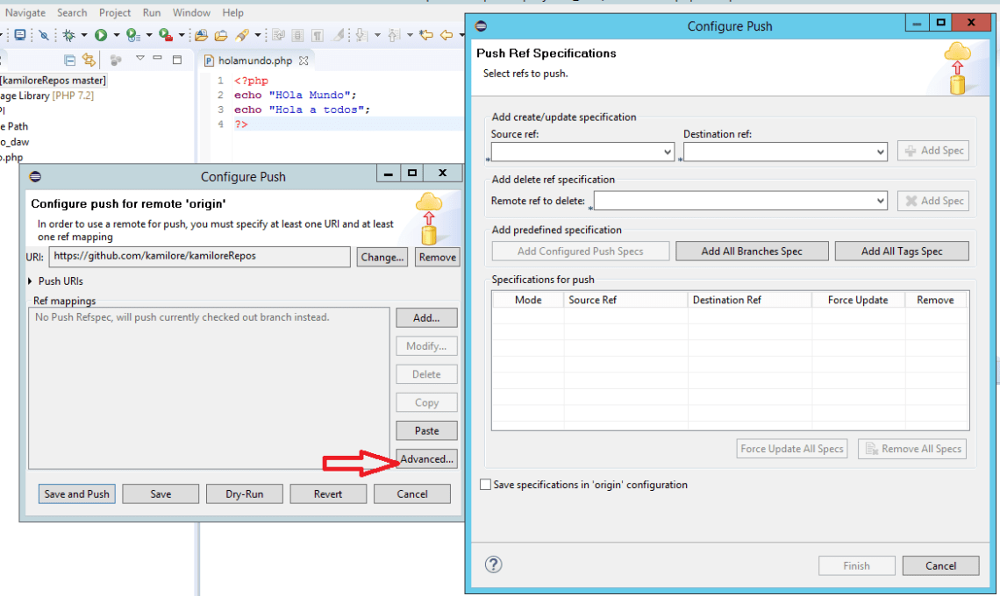 Navigate Search Project Run Window Help
[kamiloreRepos master]
age Library [PHP 7.2]
e Path
o_daw
o.php
holamundo.php
1 <?php
2 echo "HOla Mundo";
3 echo "Hola a todos";
4 ?>
Configure Push
Configure push for remote 'origin'
In order to use a remote for push, you must specify at least one URI and at least
one ref mapping
URI: https://github.com/kamilore/kamiloreRepos Change... Remove
Push URIs
Ref mappings
No Push Refspec, will push currently checked out branch instead.
Add...
Modify...
Delete
Copy
Paste
Advanced...
Save and Push Save Dry-Run Revert Cancel
Configure Push
Push Ref Specifications
Select refs to push.
Add create/update specification
Source ref: Destination ref:
Add Spec
Add delete ref specification
Remote ref to delete: Add Spec
Add predefined specification
Add Configured Push Specs Add All Branches Spec Add All Tags Spec
Specifications for push
Mode Source Ref Destination Ref Force Update Remove
Force Update All Specs Remove All Specs
Save specifications in 'origin' configuration
Finish Cancel